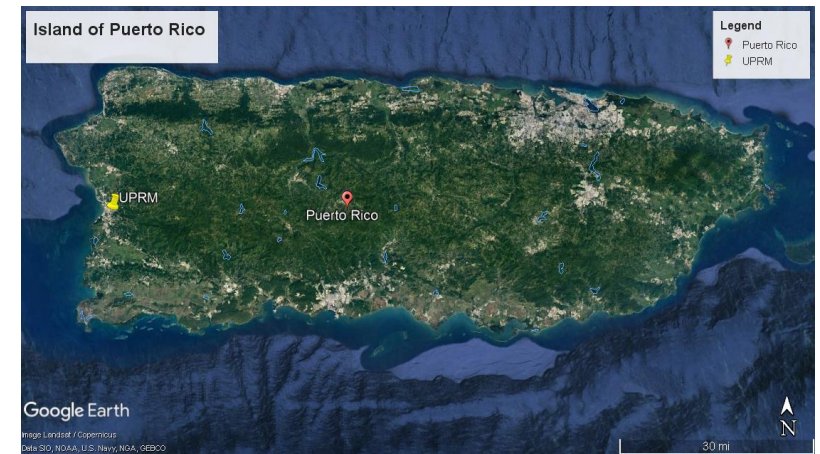 Island of Puerto Rico
Legend
Puerto Rico
UPRM
UPRM
Puerto Rico
Google Earth
Image Landsat / Copernicus
Data SIO, NOAA, U.S. Navy, NGA, GEBCO
N
30 mi